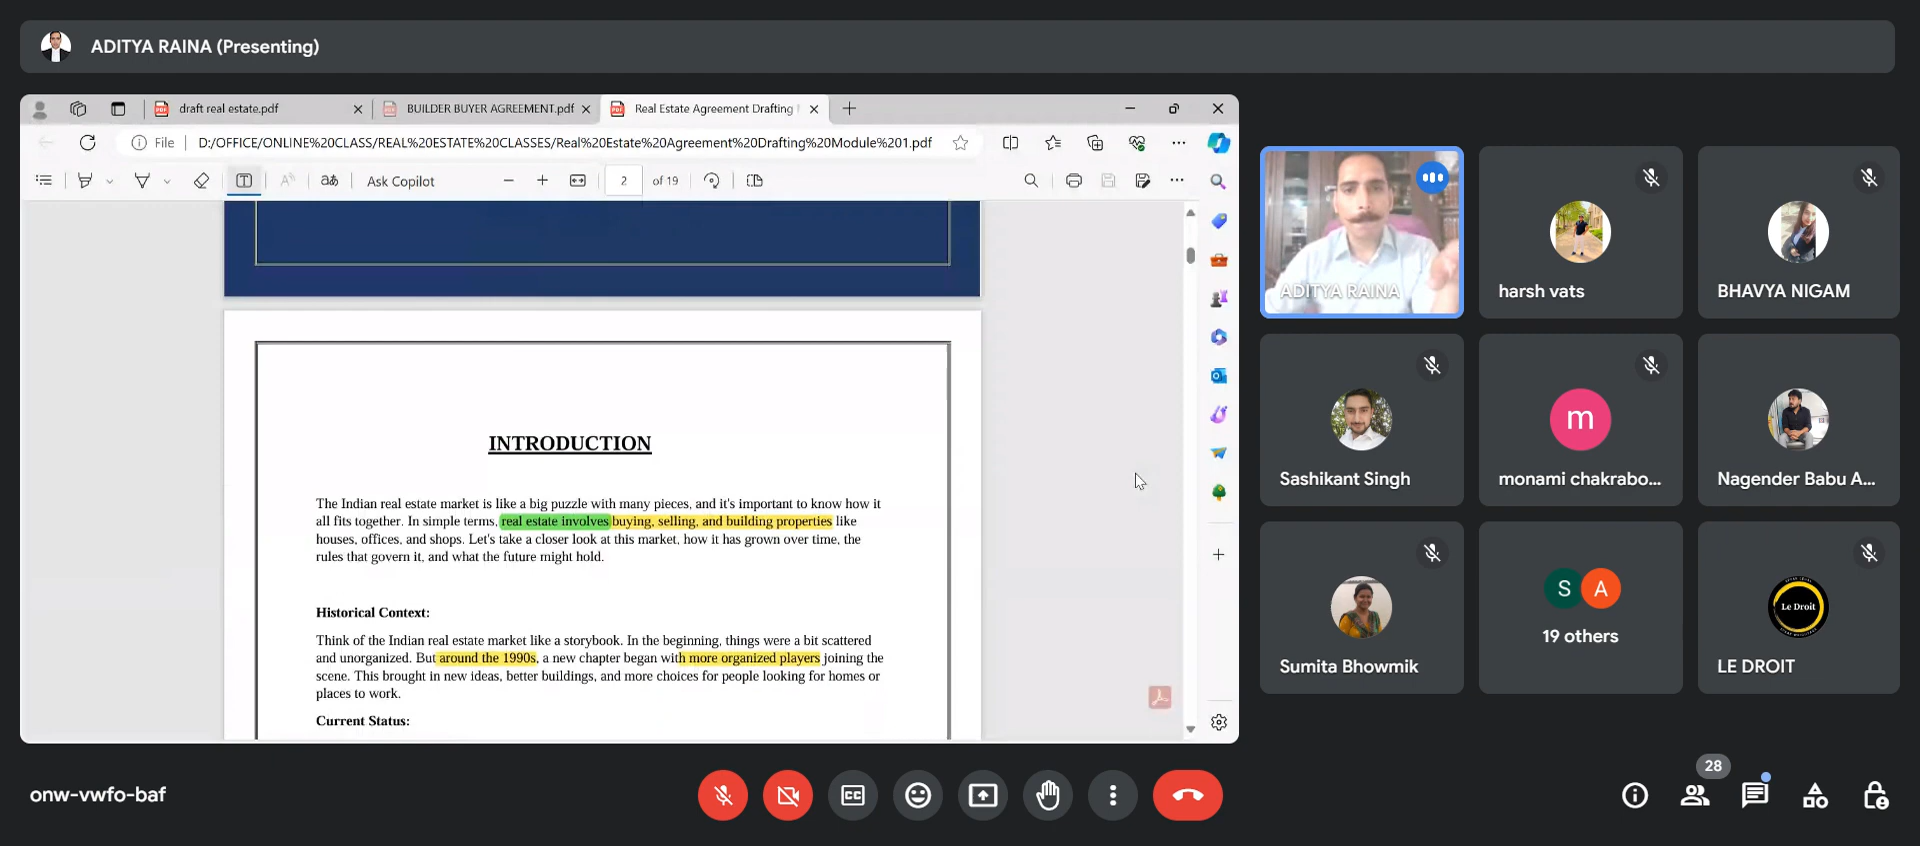 ADITYA RAINA (Presenting)
draft real estate.pdf
BUILDER BUYER AGREEMENT.pdf
Real Estate Agreement Drafting
File
D:/OFFICE/ONLINE%20CLASS/REAL%20ESTATE%20CLASSES/Real%20Estate%20Agreement%20Drafting%20Module%201.pdf
Ask Copilot
2
of 19
INTRODUCTION
The Indian real estate market is like a big puzzle with many pieces, and it's important to know how it
all fits together. In simple terms, real estate involves buying, selling, and building properties like
houses, offices, and shops. Let's take a closer look at this market, how it has grown over time, the
rules that govern it, and what the future might hold.
Historical Context:
Think of the Indian real estate market like a storybook. In the beginning, things were a bit scattered
and unorganized. But around the 1990s, a new chapter began with more organized players joining the
scene. This brought in new ideas, better buildings, and more choices for people looking for homes or
places to work.
Current Status:
ADITYA RAINA
harsh vats
BHAVYA NIGAM
Sashikant Singh
m
monami chakrabo...
Nagender Babu A...
Sumita Bhowmik
S A
19 others
Le Droit
LE DROIT
onw-vwfo-baf
CC
28